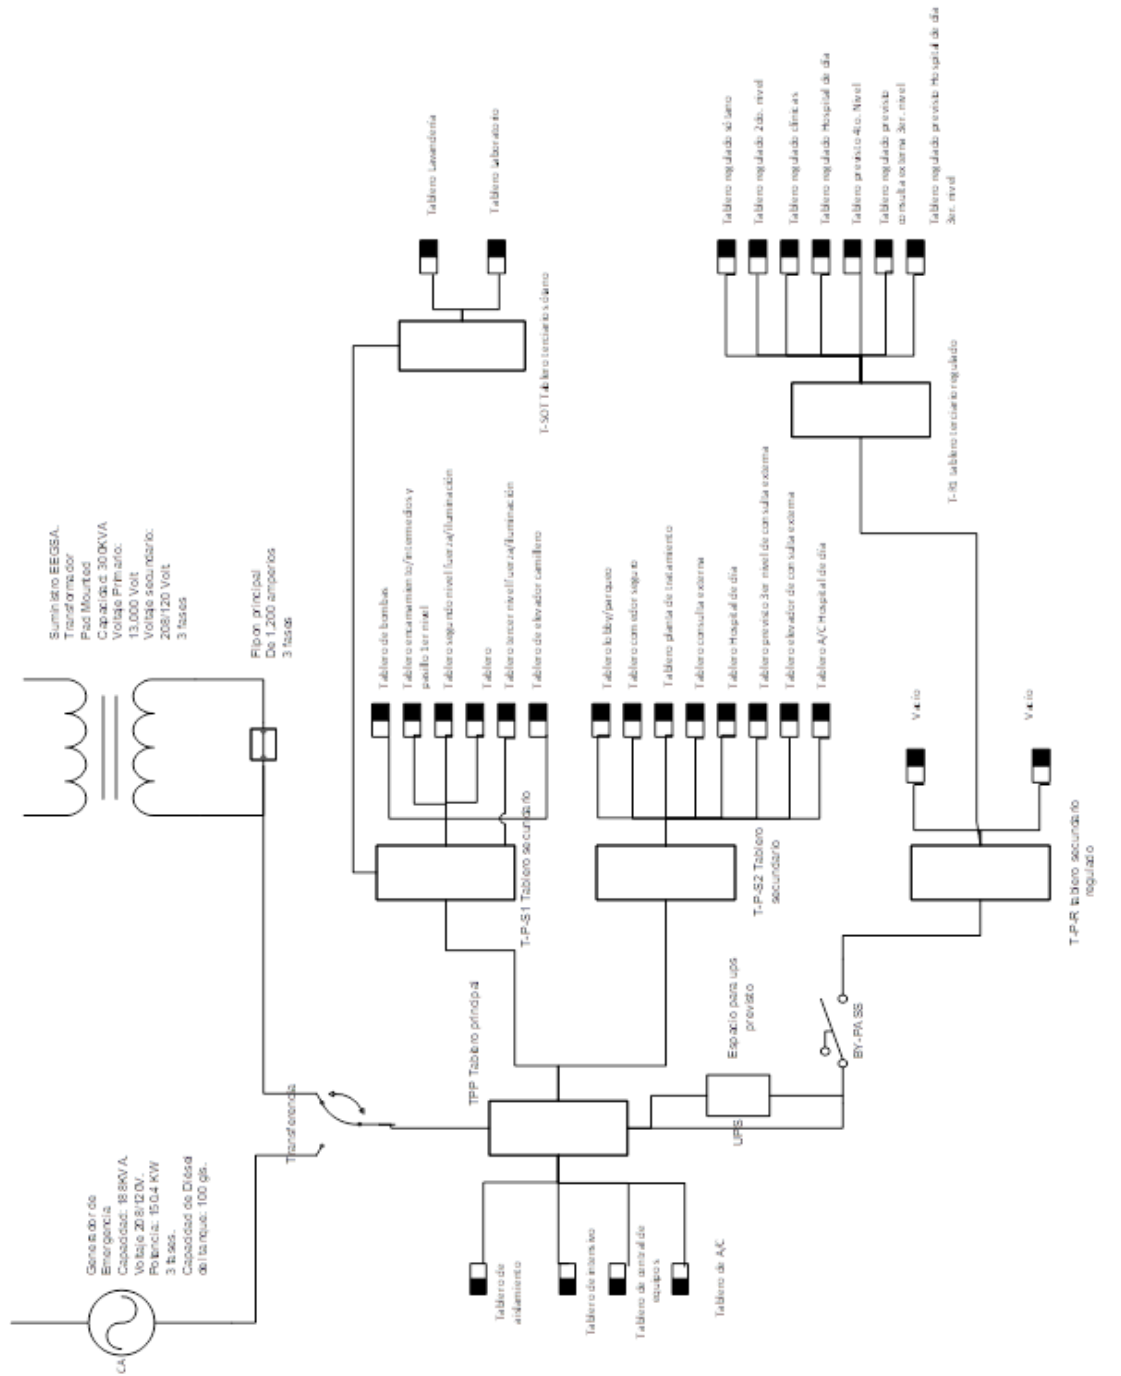 Suministro EEGSA.
Transformador
Pad Mounted
Capacidad: 300KVA
Voltaje Primario:
13,000 Volt
Voltaje secundario:
208/120 Volt
3 fases
Flipon principal
De 1,200 amperios
3 fases
Generador de
Emergencia
Capacidad: 188KVA.
Voltaje 208/120V.
Potencia: 150.4 KW
3 fases.
Capacidad de Diésel
del tanque: 100 gls.
CA
Transferencia
TPP Tablero principal
Tablero de
aislamiento
Tablero de intensivo
Tablero de central de
equipos
Tablero de A/C
UPS
Espacio para ups
previsto
BY-PASS
T-P-S1 Tablero secundario
Tablero de bombas
Tablero encamamiento/intermedios y
pasillo 1er nivel
Tablero segundo nivel fuerza/iluminación
Tablero
Tablero tercer nivel fuerza/iluminación
Tablero de elevador camillero
T-SOT Tablero terciario sótano
Tablero Lavandería
Tablero Laboratorio
T-P-S2 Tablero
secundario
Tablero lobby/parqueo
Tablero comedor seguro
Tablero planta de tratamiento
Tablero consulta externa
Tablero Hospital de día
Tablero previsto 3er nivel de consulta externa
Tablero elevador de consulta externa
Tablero A/C Hospital de día
T-P-R tablero secundario
regulado
Vacio
Vacio
T-R1 tablero terciario regulado
Tablero regulado sótano
Tablero regulado 2do. nivel
Tablero regulado clínicas
Tablero regulado Hospital de día
Tablero previsto 4to. Nivel
Tablero regulado previsto
consulta externa 3er. nivel
Tablero regulado previsto Hospital de día
3er. nivel